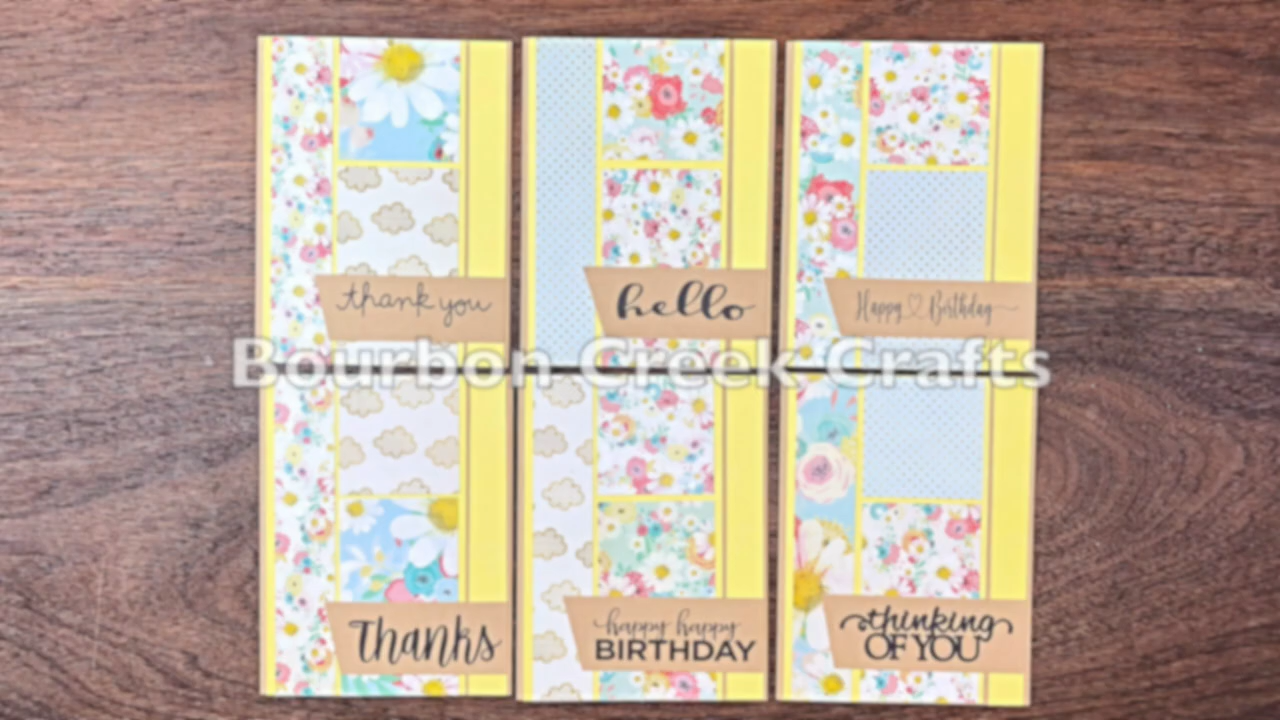 thank you
hello
Happy Birthday
Bourbon Creek Crafts
Thanks
happy happy
BIRTHDAY
thinking
OF YOU